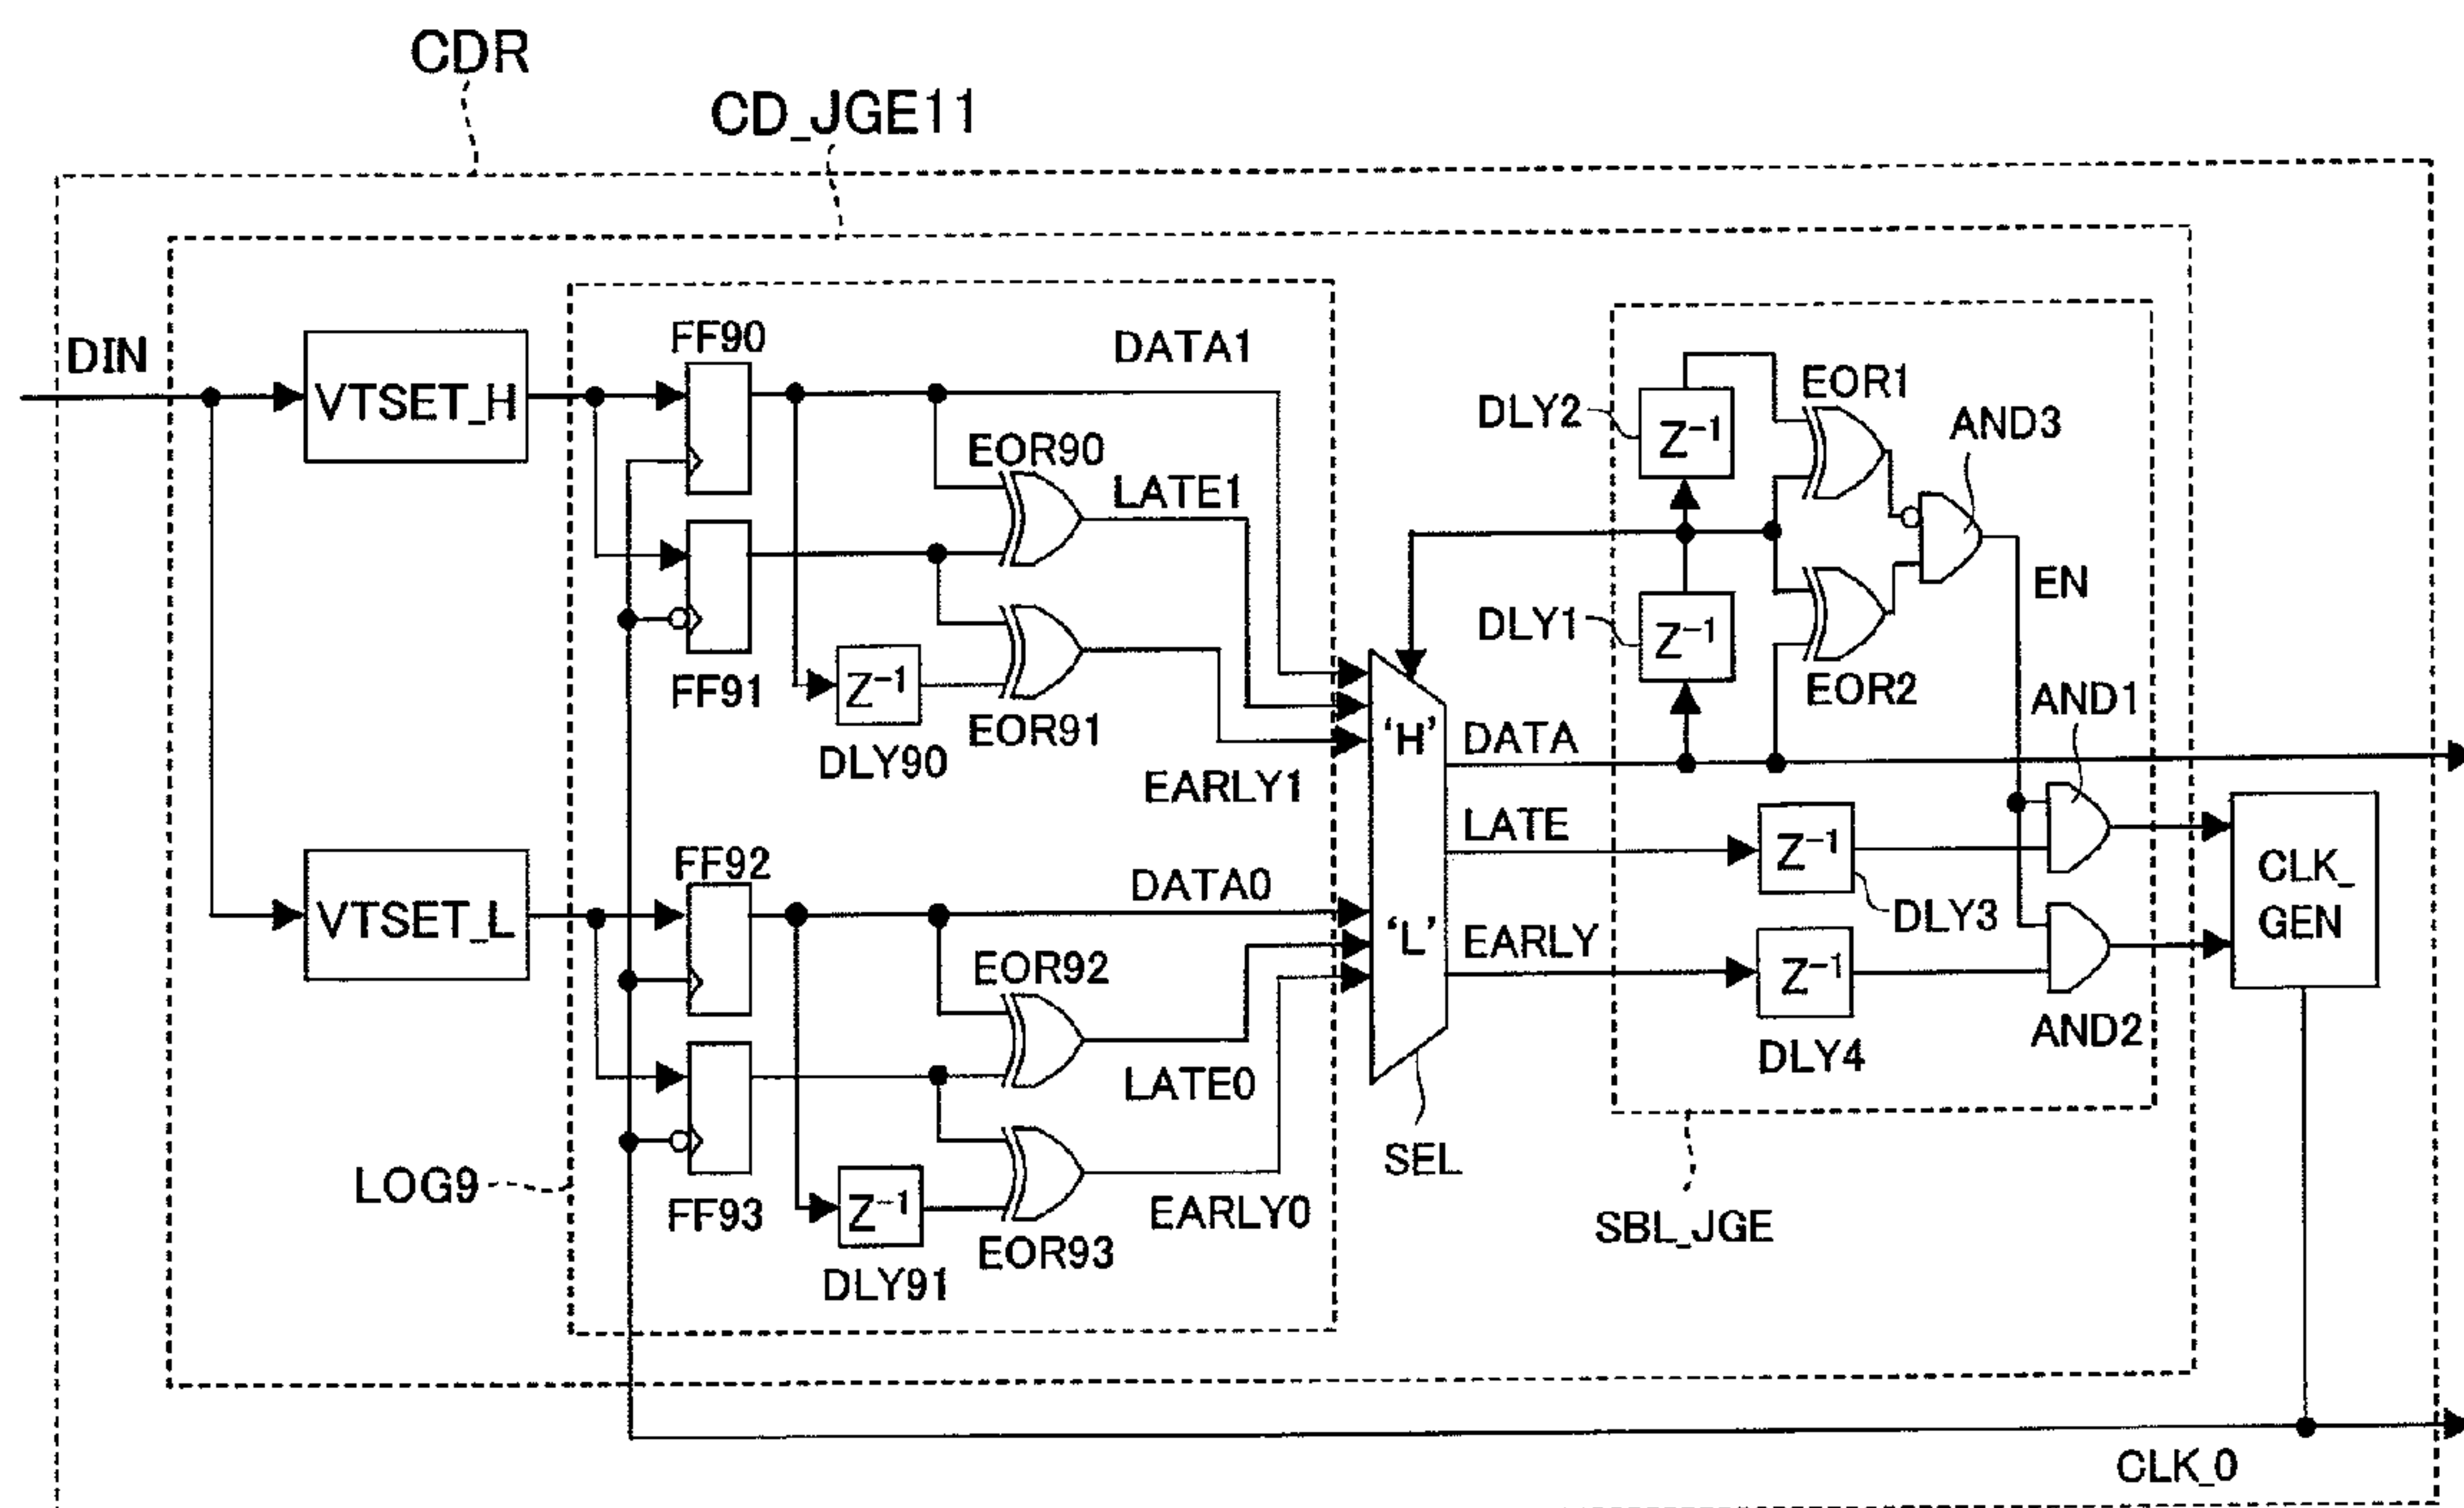 CDR
CD_JGE11
DIN
VTSET_H
FF90
DATA1
EOR90
LATE1
FF91
Z⁻¹
DLY90
EOR91
EARLY1
VTSET_L
FF92
DATA0
EOR92
LATE0
FF93
Z⁻¹
DLY91
EOR93
EARLY0
LOG9
'H'
'L'
SEL
DATA
LATE
EARLY
DLY2
Z⁻¹
EOR1
AND3
DLY1
Z⁻¹
EOR2
EN
AND1
Z⁻¹
DLY3
Z⁻¹
DLY4
AND2
CLK_
GEN
SBL_JGE
CLK_0